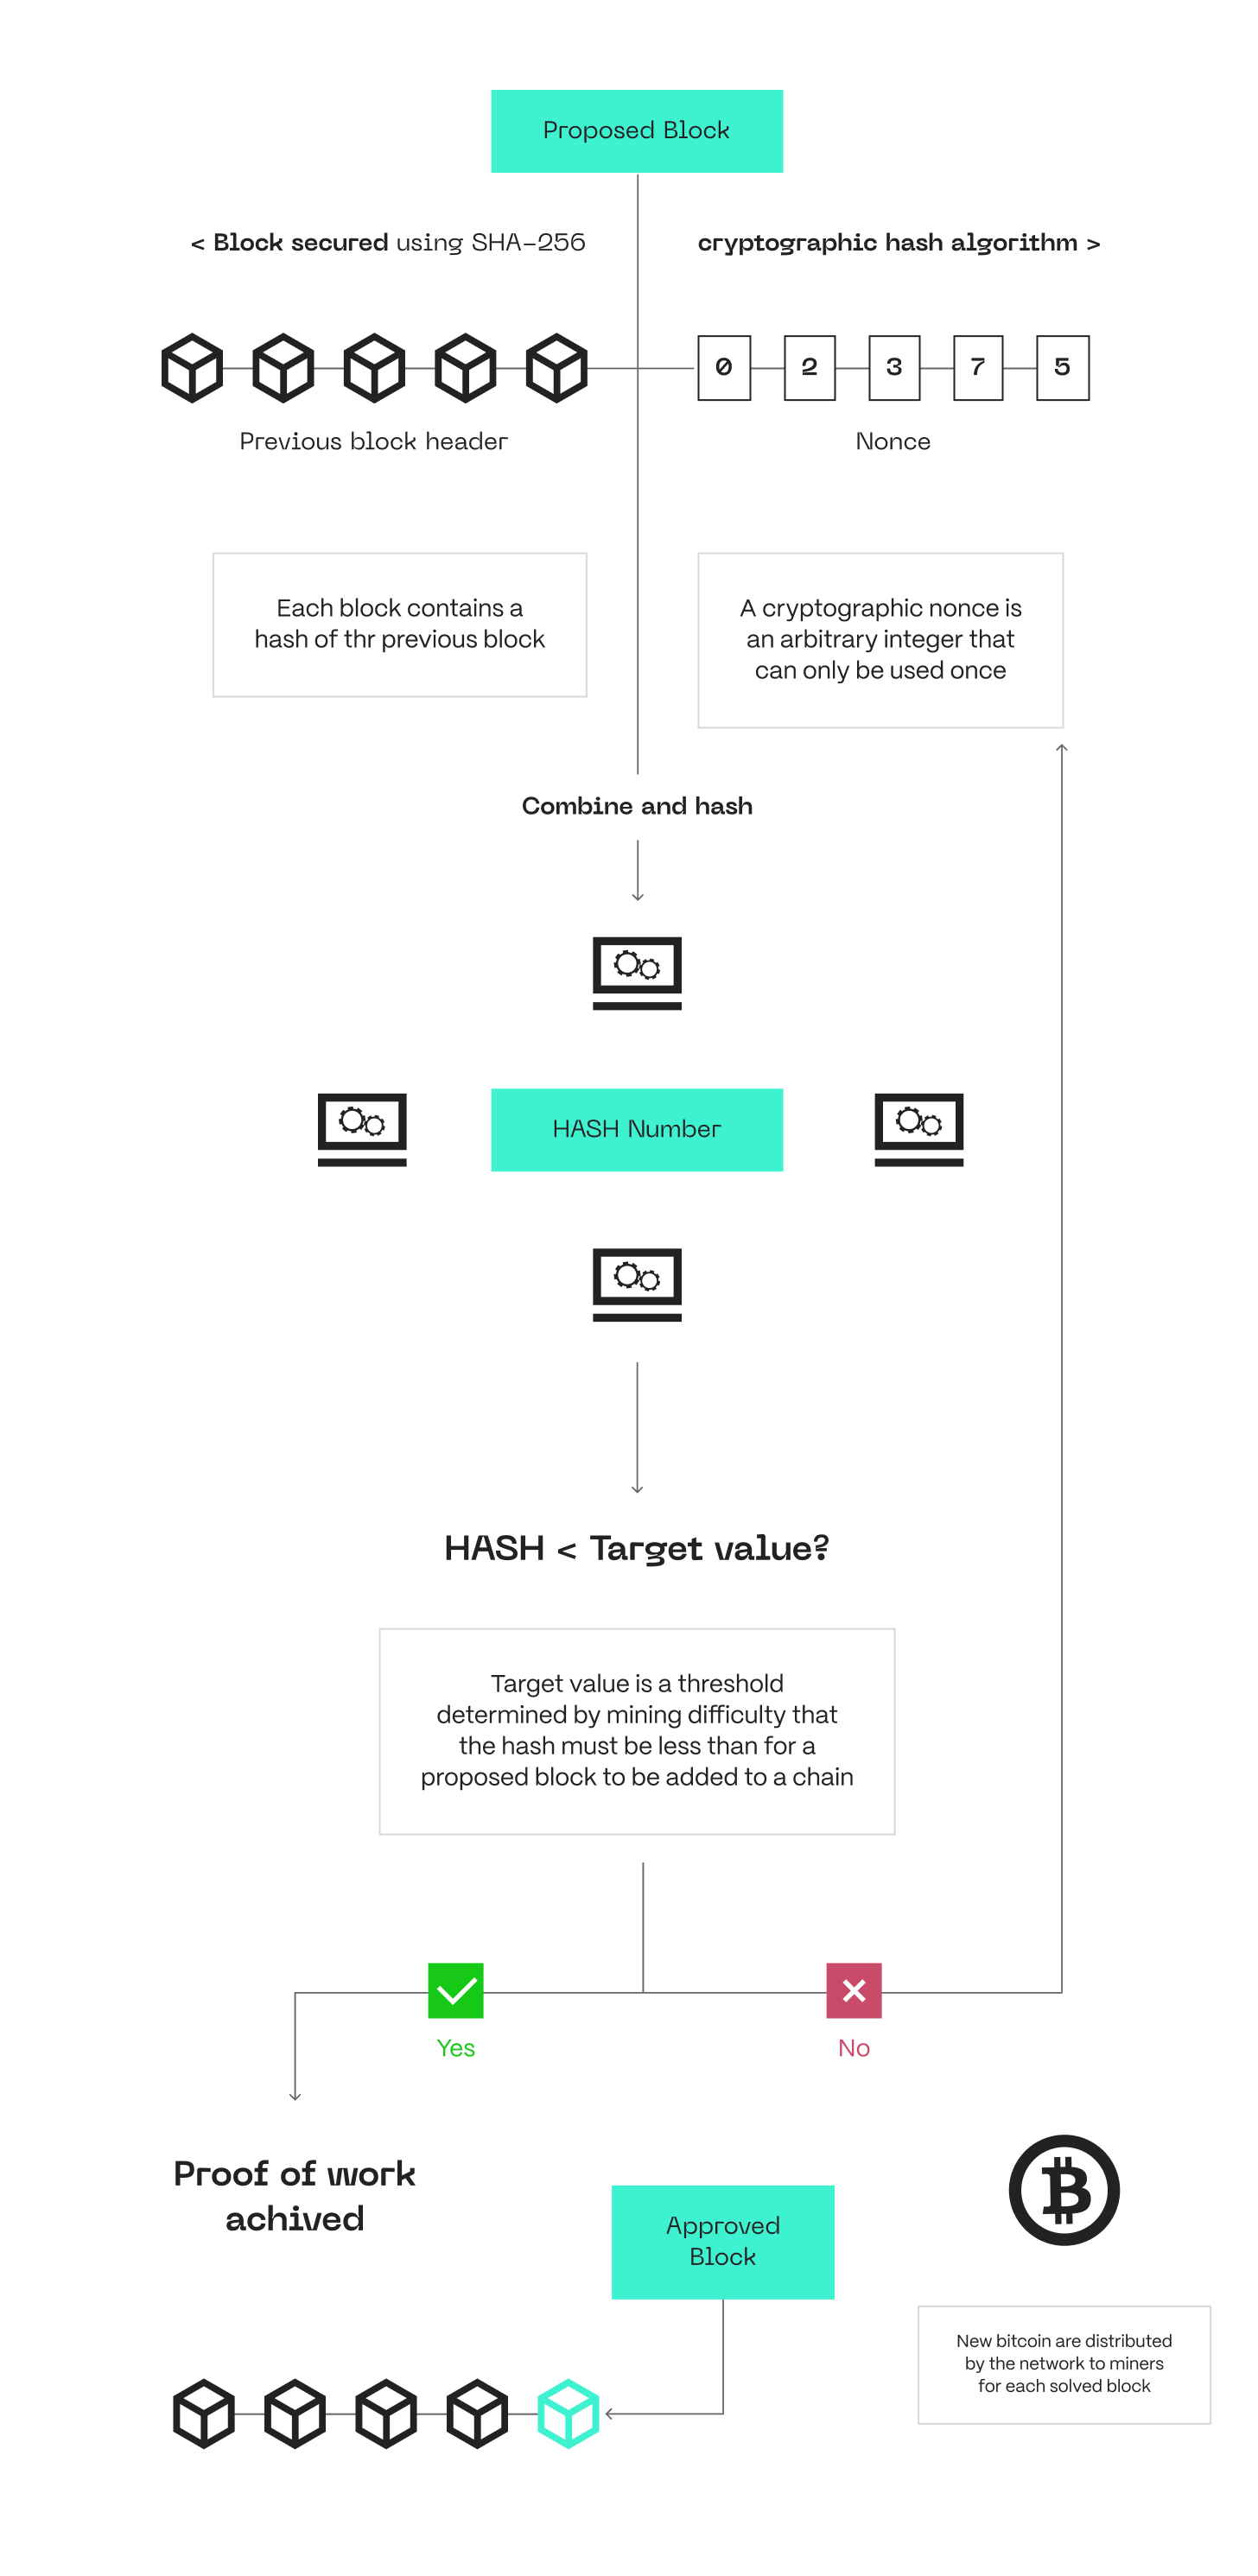 Proposed Block
< Block secured using SHA-256
cryptographic hash algorithm >
0 2 3 7 5
Previous block header
Nonce
Each block contains a
hash of thr previous block
A cryptographic nonce is
an arbitrary integer that
can only be used once
Combine and hash
HASH Number
HASH < Target value?
Target value is a threshold
determined by mining difficulty that
the hash must be less than for a
proposed block to be added to a chain
Yes
No
Proof of work
achived
Approved
Block
New bitcoin are distributed
by the network to miners
for each solved block